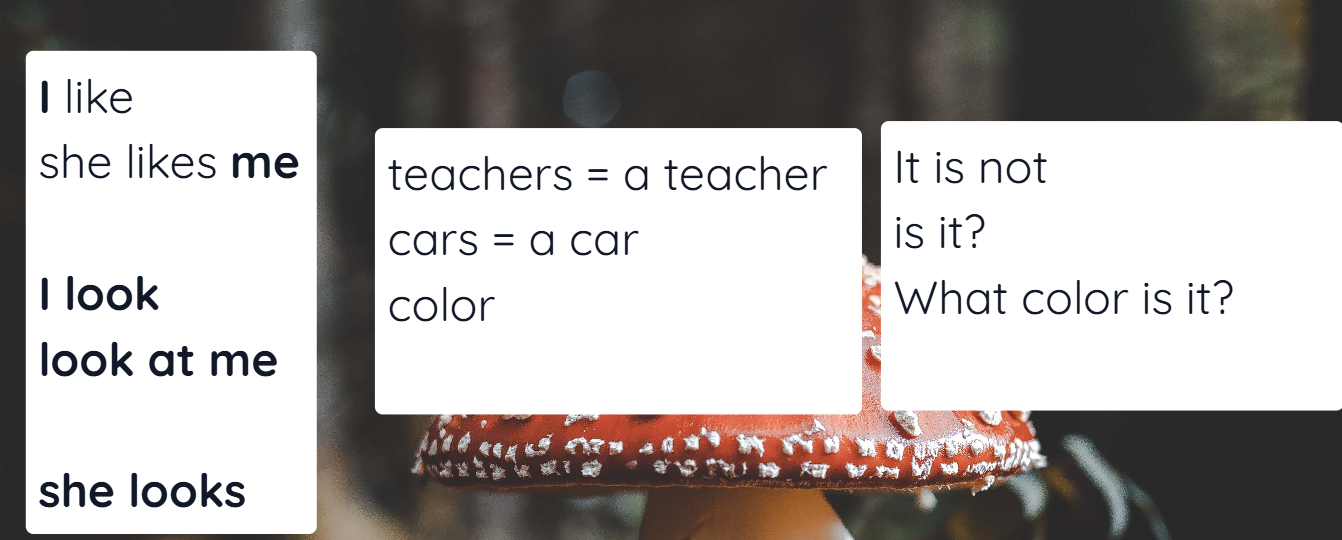 I like
she likes me
I look
look at me
she looks
teachers = a teacher
cars = a car
color
It is not
is it?
What color is it?